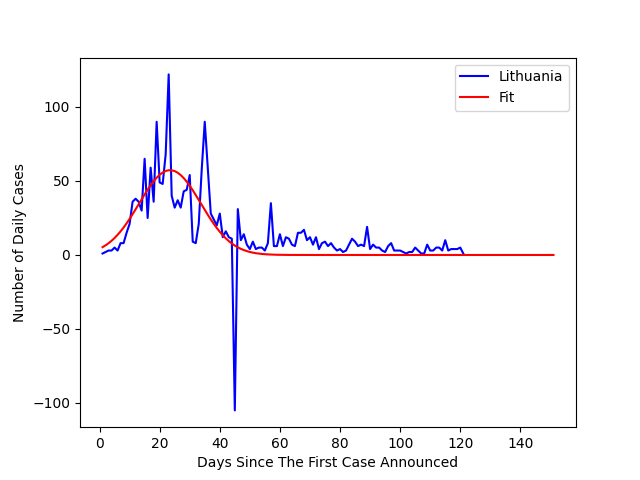 Lithuania
Fit
100
50
0
−50
−100
Number of Daily Cases
0 20 40 60 80 100 120 140
Days Since The First Case Announced